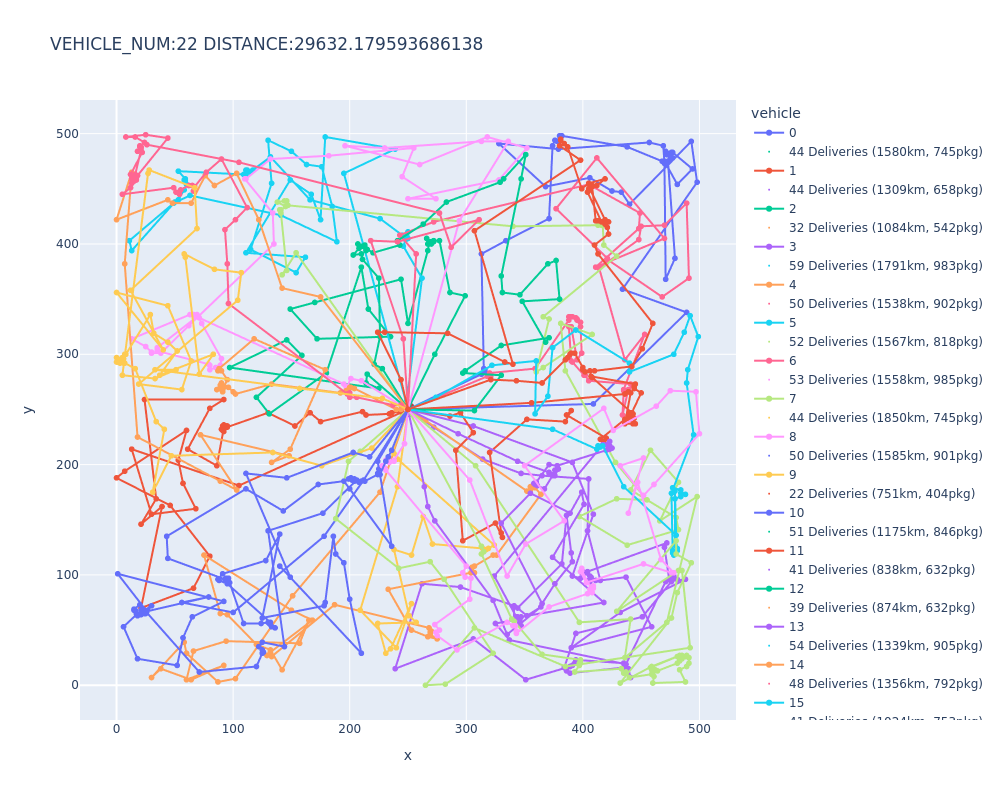 VEHICLE_NUM:22 DISTANCE:29632.179593686138
vehicle
0
44 Deliveries (1580km, 745pkg)
1
44 Deliveries (1309km, 658pkg)
2
32 Deliveries (1084km, 542pkg)
3
59 Deliveries (1791km, 983pkg)
4
50 Deliveries (1538km, 902pkg)
5
52 Deliveries (1567km, 818pkg)
6
53 Deliveries (1558km, 985pkg)
7
44 Deliveries (1850km, 745pkg)
8
50 Deliveries (1585km, 901pkg)
9
22 Deliveries (751km, 404pkg)
10
51 Deliveries (1175km, 846pkg)
11
41 Deliveries (838km, 632pkg)
12
39 Deliveries (874km, 632pkg)
13
54 Deliveries (1339km, 905pkg)
14
48 Deliveries (1356km, 792pkg)
15
500
400
300
200
100
0
y
0
100
200
300
400
500
x